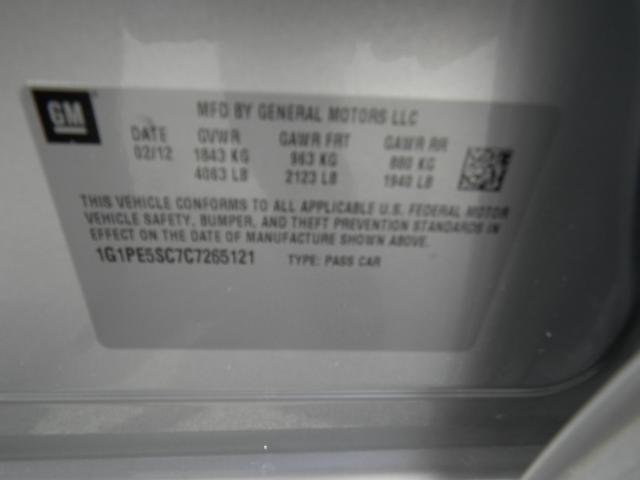 GM
MFD BY GENERAL MOTORS LLC
DATE GVWR GAWR FRT GAWR RR
02/12 1843 KG 963 KG 880 KG
4063 LB 2123 LB 1940 LB
THIS VEHICLE CONFORMS TO ALL APPLICABLE U.S. FEDERAL MOTOR
VEHICLE SAFETY, BUMPER, AND THEFT PREVENTION STANDARDS IN
EFFECT ON THE DATE OF MANUFACTURE SHOWN ABOVE.
1G1PE5SC7C7265121 TYPE: PASS CAR